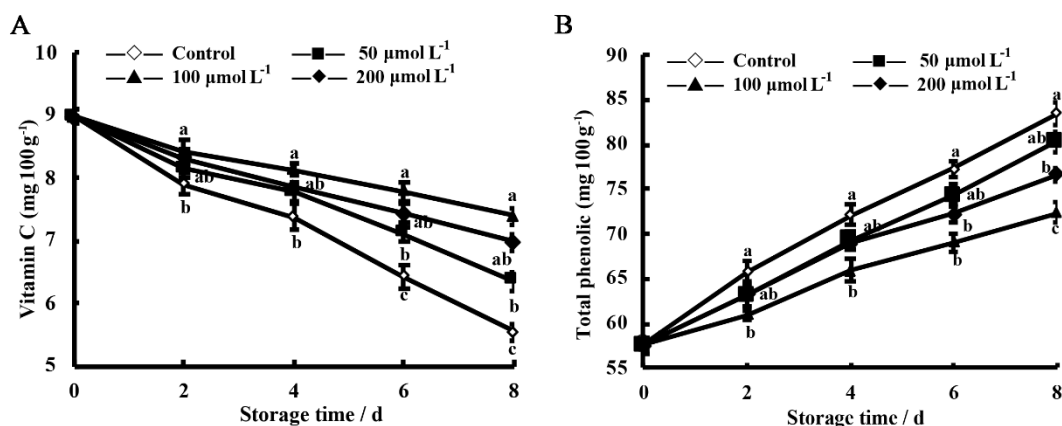 A
Control
50 µmol L-1
100 µmol L-1
200 µmol L-1
Vitamin C (mg 100g-1)
10
9
8
7
6
5
a
ab
b
a
ab
b
a
ab
b
c
a
ab
b
c
0
2
4
6
8
Storage time / d
B
Control
50 µmol L-1
100 µmol L-1
200 µmol L-1
Total phenolic (mg 100g-1)
90
85
80
75
70
65
60
55
a
ab
b
a
ab
b
a
ab
b
b
a
ab
b
c
0
2
4
6
8
Storage time / d